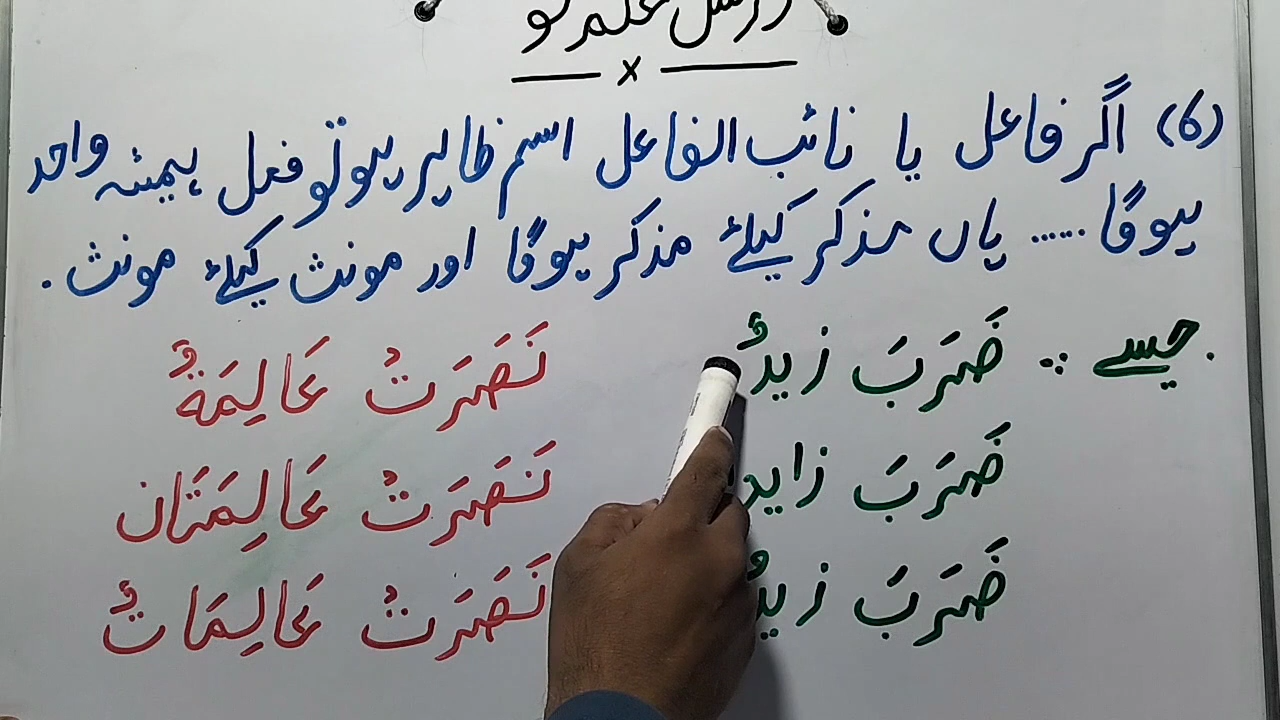 درس علم نحو
(6) اگر فاعل یا نائب الفاعل اسم ظاہر ہو تو فعل ہمیشہ واحد
ہوگا ...... ہاں مذکر کیلئے مذکر ہوگا اور مونث کیلئے مونث.
جیسے : ضَرَبَ زیدٌ نَصَرَتْ عَالِمَةٌ
ضَرَبَ نَصَرَتْ عَالِمَتَان
ضَرَبَ نَصَرَتْ عَالِمَاتٌ